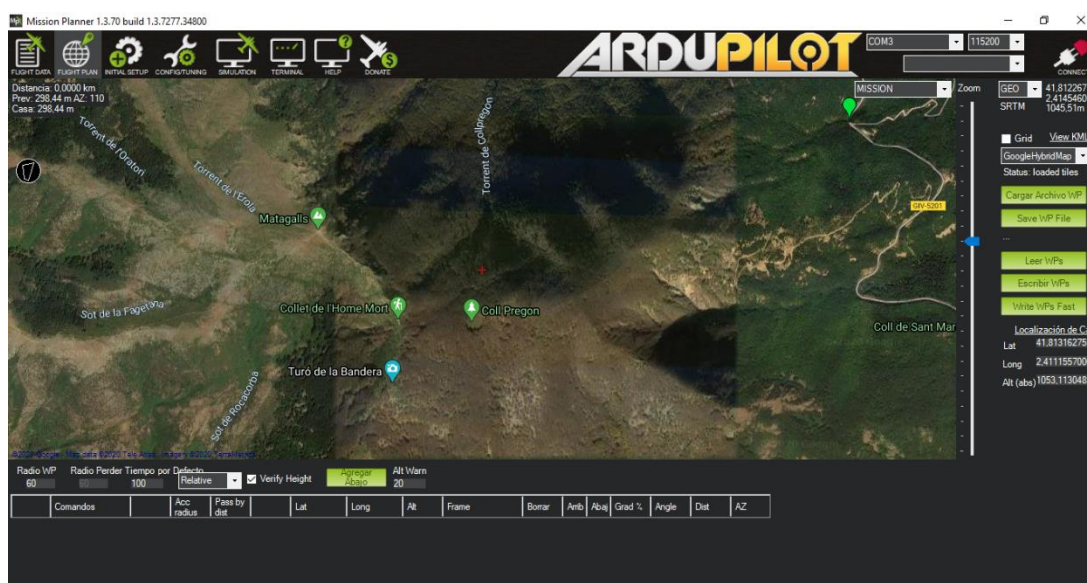 Mission Planner 1.3.70 build 1.3.7277.34800
FLIGHT DATA FLIGHT PLAN INITIAL SETUP CONFIG/TUNING SIMULATION TERMINAL HELP DONATE
ARDUPILOT
COM3 115200
CONNECT
Distancia: 0,0000 km
Prev: 298,44 m AZ: 110
Casa: 298,44 m
MISSION
Zoom
GEO 41,812267
2,4145460
SRTM 1045,51m
Grid View KML
GoogleHybridMap
Status: loaded tiles
Cargar Archivo WP
Save WP File
...
Leer WPs
Escribir WPs
Write WPs Fast
Localización de C
Lat 41,81316275
Long 2,411155700
Alt (abs) 1053,113048
Torrent de l'Oratori
Torrent de l'Erola
Torrent de Collpregon
Matagalls
GIV-5201
Sot de la Fagetana
Collet de l'Home Mort
Coll Pregon
Coll de Sant Mar
Turó de la Bandera
Sot de Rocacorba
Radio WP Radio Perder Tiempo por Defecto
60 60 100 Relative Verify Height Agregar Abajo Alt Warn
20
Comandos Acc radius Pass by dist Lat Long Alt Frame Borrar Arrib Abaj Grad % Angle Dist AZ